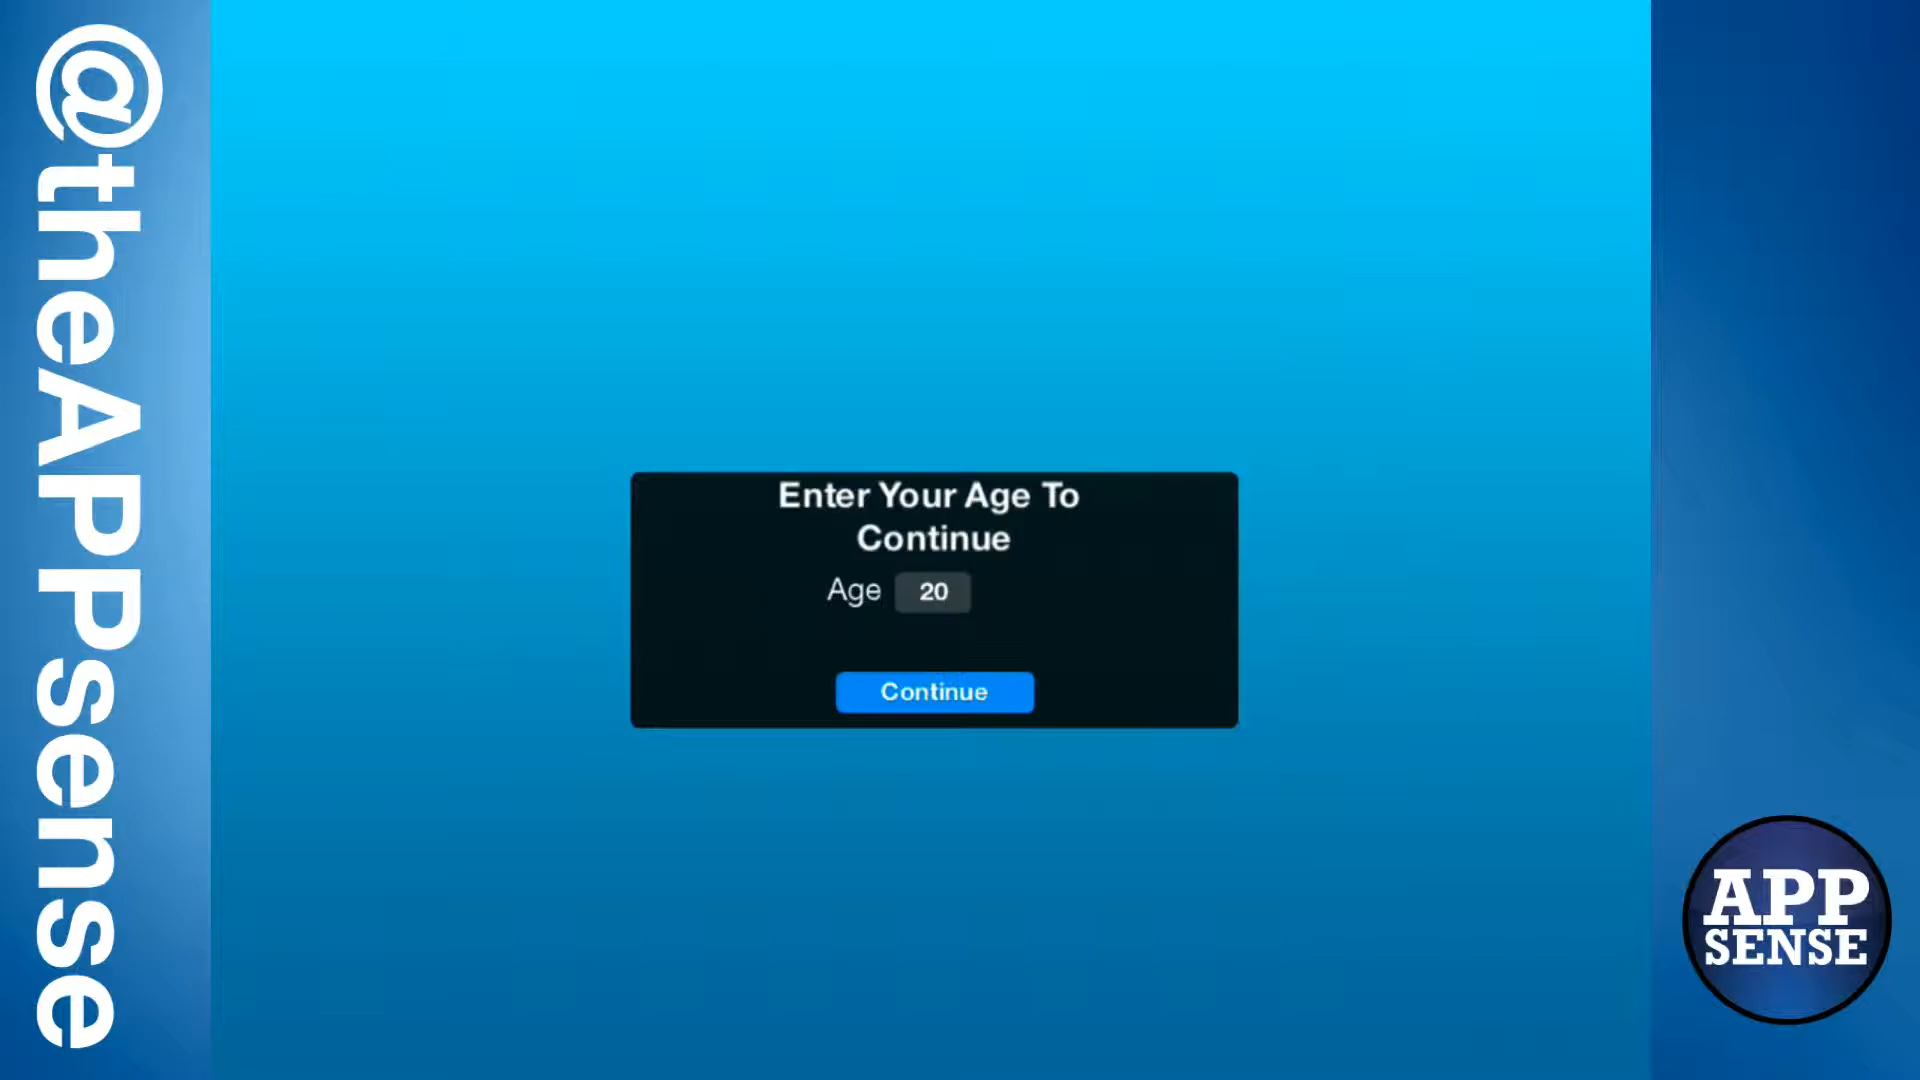 @theAPPsense
Enter Your Age To
Continue
Age 20
Continue
APP
SENSE